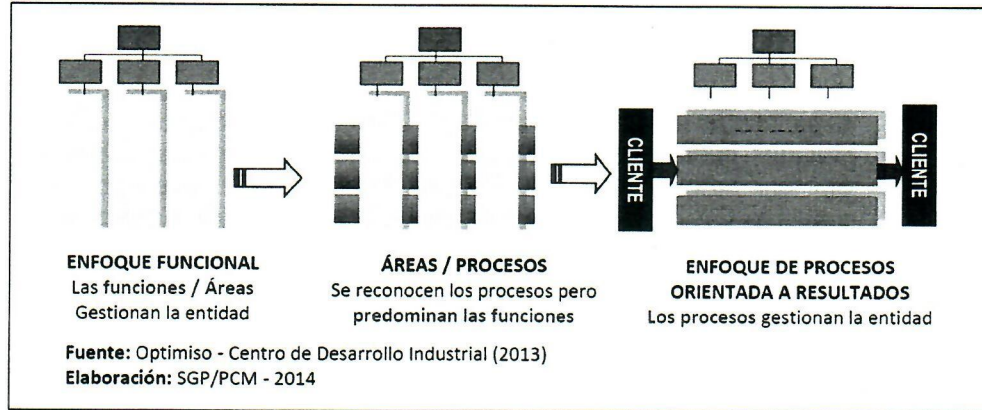 CLIENTE
CLIENTE
ENFOQUE FUNCIONAL
Las funciones / Áreas
Gestionan la entidad
ÁREAS / PROCESOS
Se reconocen los procesos pero
predominan las funciones
ENFOQUE DE PROCESOS
ORIENTADA A RESULTADOS
Los procesos gestionan la entidad
Fuente: Optimiso - Centro de Desarrollo Industrial (2013)
Elaboración: SGP/PCM - 2014